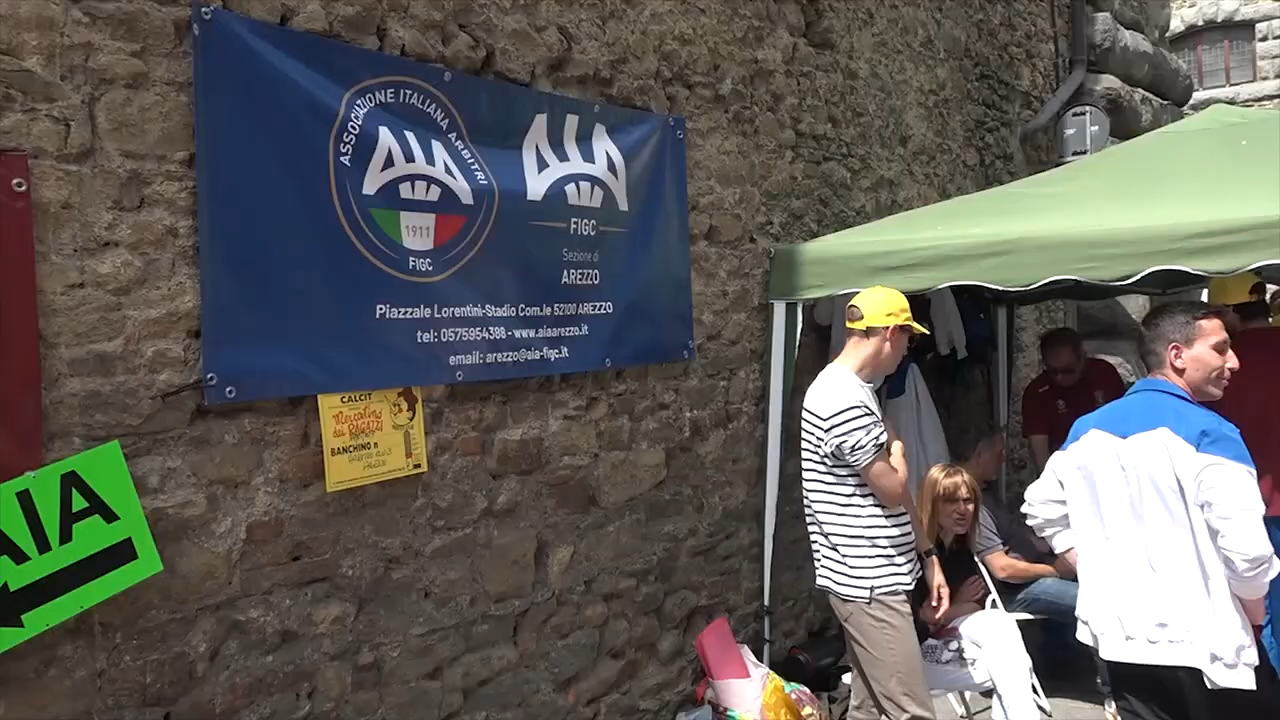 ASSOCIAZIONE ITALIANA ARBITRI
AIA
1911
FIGC
AIA
FIGC
Sezione di
AREZZO
Piazzale Lorentini-Stadio Com.le 52100 AREZZO
tel: 0575954388 - www.aiaarezzo.it
email: arezzo@aia-figc.it
CALCIT
Mercatino
dei RAGAZZI
BANCHINO n
AIA